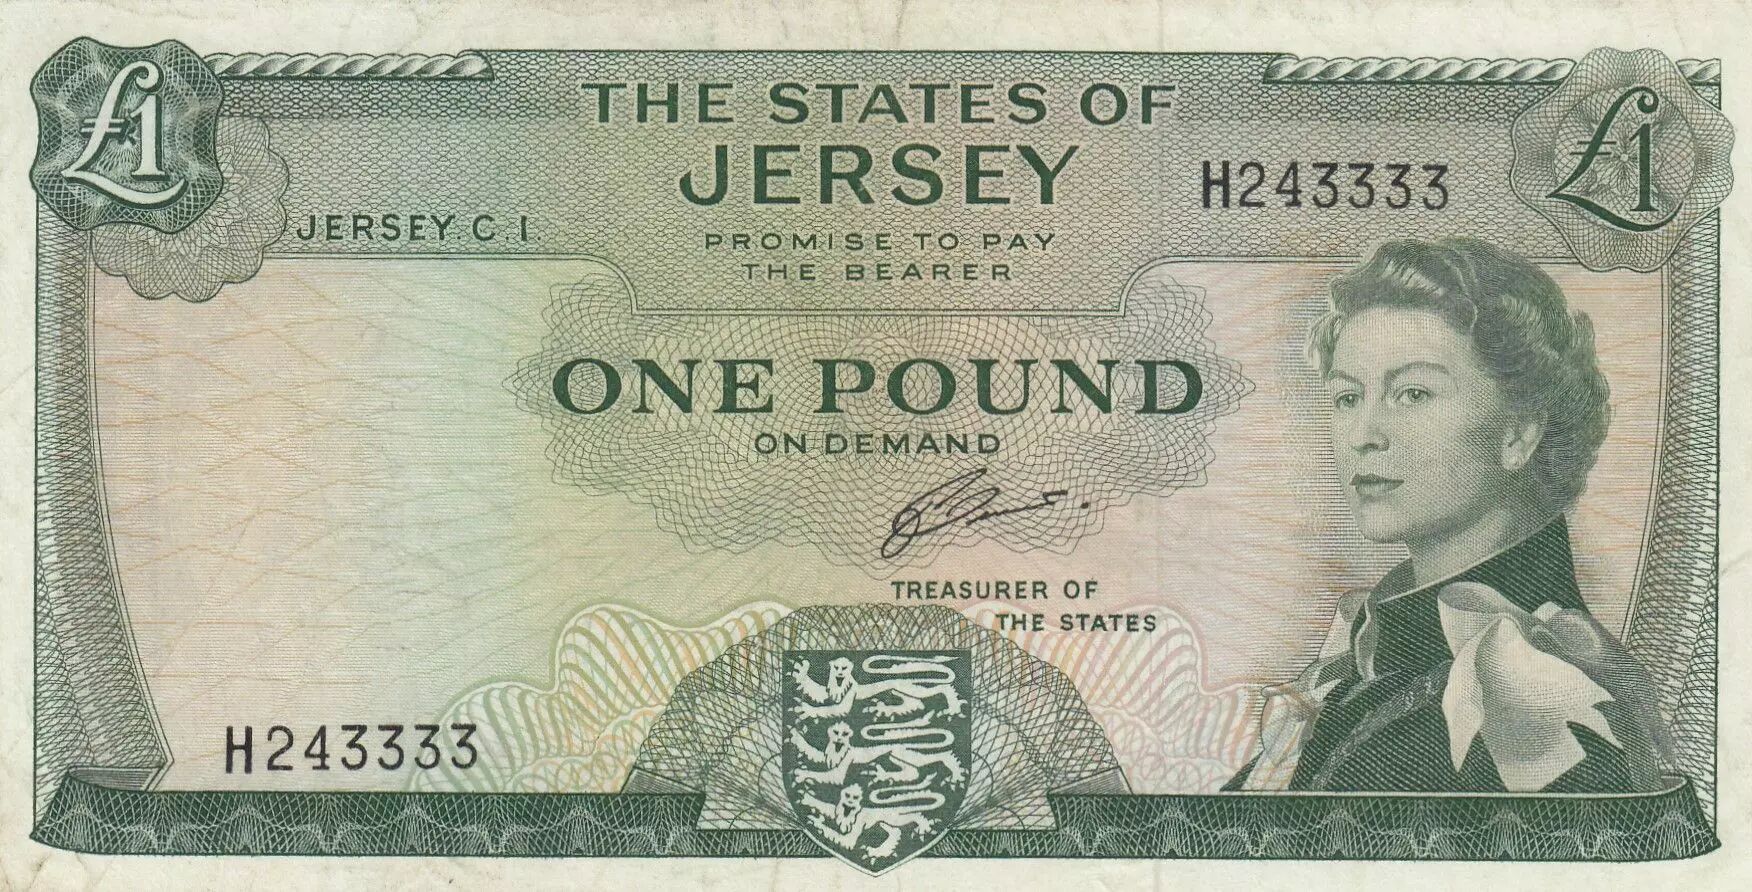 £1
£1
THE STATES OF
JERSEY
H243333
JERSEY. C. I.
PROMISE TO PAY
THE BEARER
ONE POUND
ON DEMAND
TREASURER OF
THE STATES
H243333